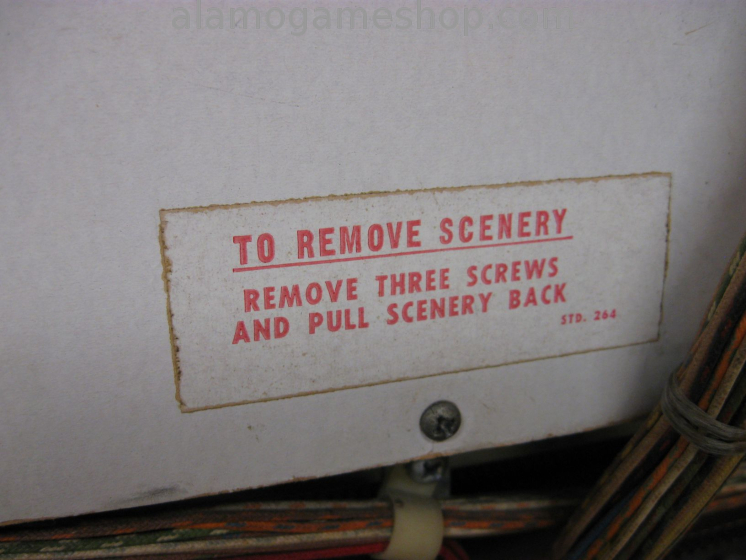 alamogameshop.com
TO REMOVE SCENERY
REMOVE THREE SCREWS
AND PULL SCENERY BACK
STD. 264